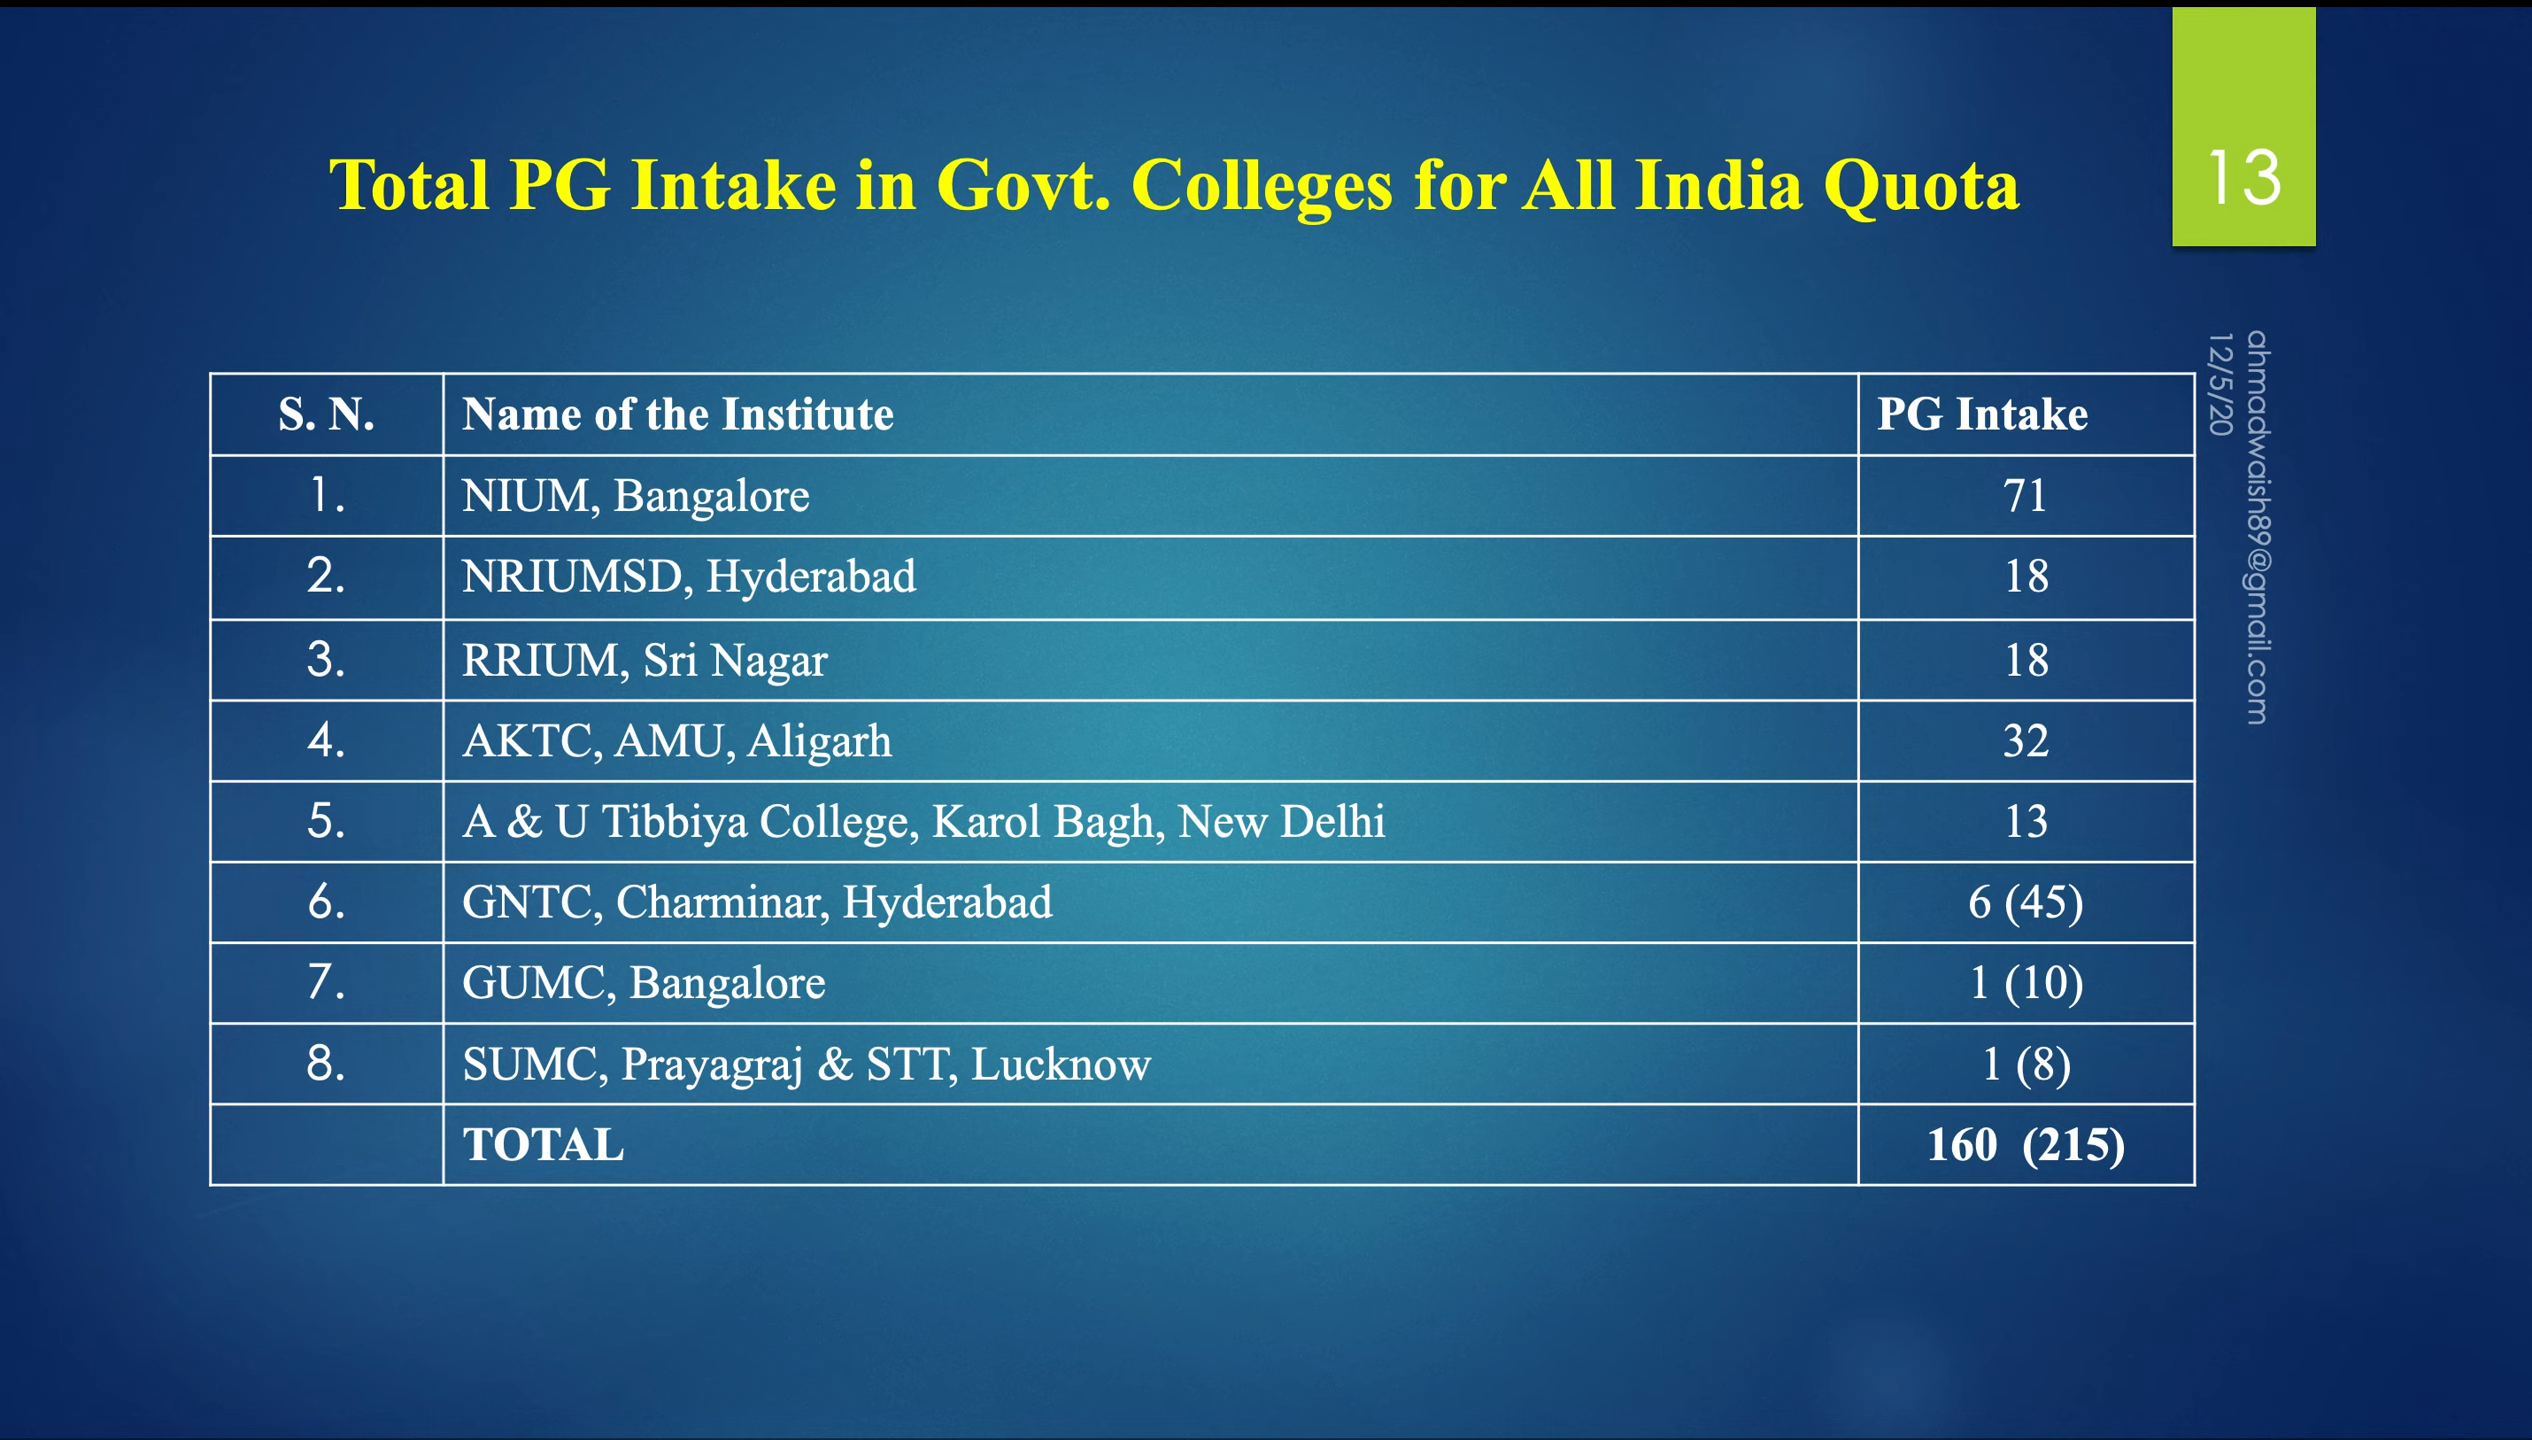 Total PG Intake in Govt. Colleges for All India Quota
13
S. N. Name of the Institute PG Intake
1. NIUM, Bangalore 71
2. NRIUMSD, Hyderabad 18
3. RRIUM, Sri Nagar 18
4. AKTC, AMU, Aligarh 32
5. A & U Tibbiya College, Karol Bagh, New Delhi 13
6. GNTC, Charminar, Hyderabad 6 (45)
7. GUMC, Bangalore 1 (10)
8. SUMC, Prayagraj & STT, Lucknow 1 (8)
TOTAL 160 (215)
ahmadwaish89@gmail.com
12/5/20